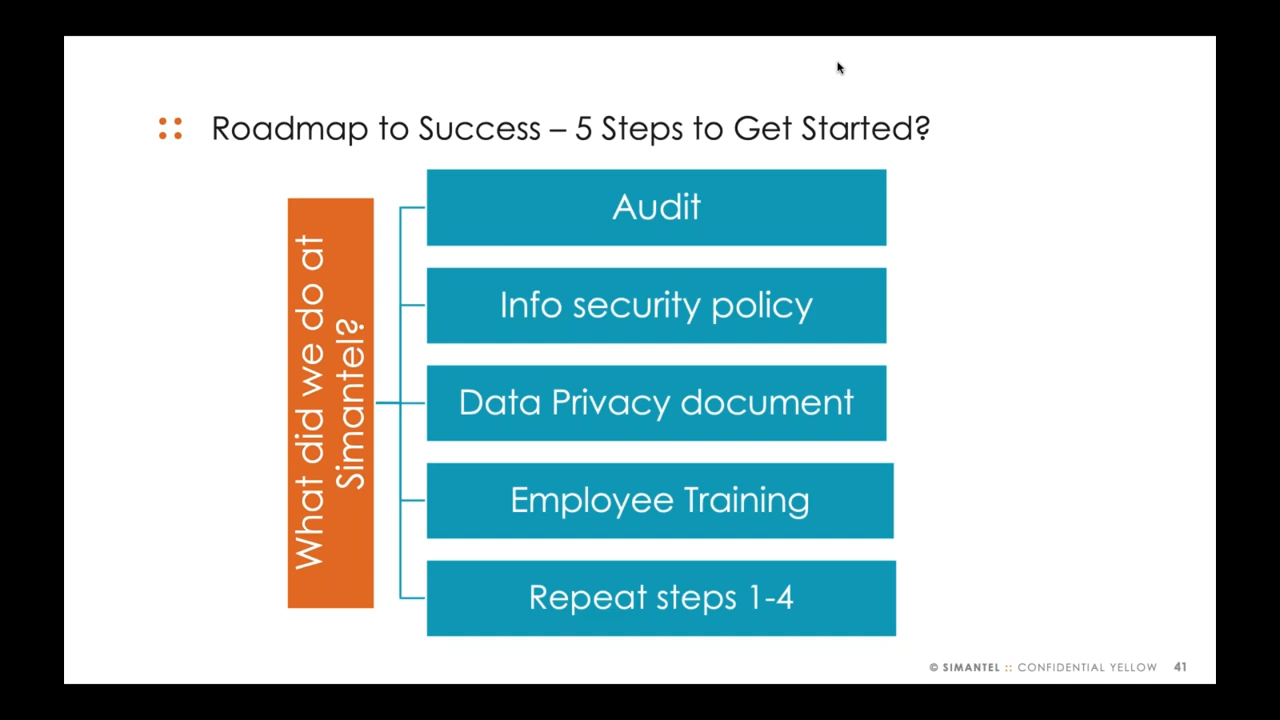 Roadmap to Success – 5 Steps to Get Started?
What did we do at
Simantel?
Audit
Info security policy
Data Privacy document
Employee Training
Repeat steps 1-4
© SIMANTEL :: CONFIDENTIAL YELLOW 41